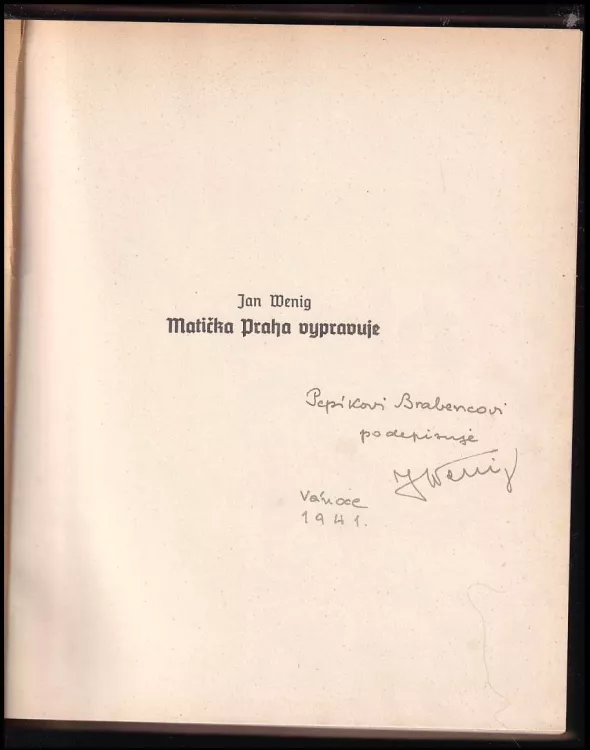 Jan Wenig
Matička Praha vypravuje
Pepíkovi Brabencovi
podepisuje
JWenig
Vánoce
1941.